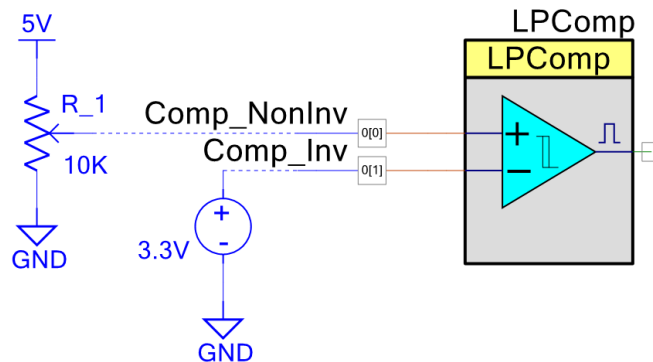 LPComp
5V
LPComp
R_1
Comp_NonInv
0[0]
+
10K
Comp_Inv
0[1]
−
+
3.3V
-
GND
GND